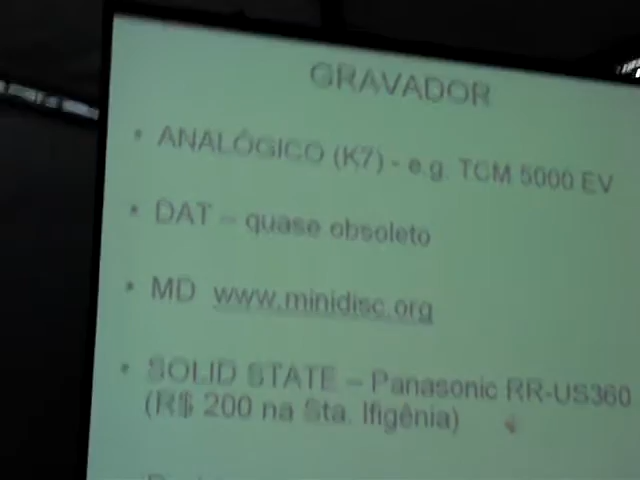 GRAVADOR
• ANALÓGICO (K7) - e.g. TCM 5000 EV
• DAT – quase obsoleto
• MD www.minidisc.org
• SOLID STATE – Panasonic RR-US360
(R$ 200 na Sta. Ifigênia)